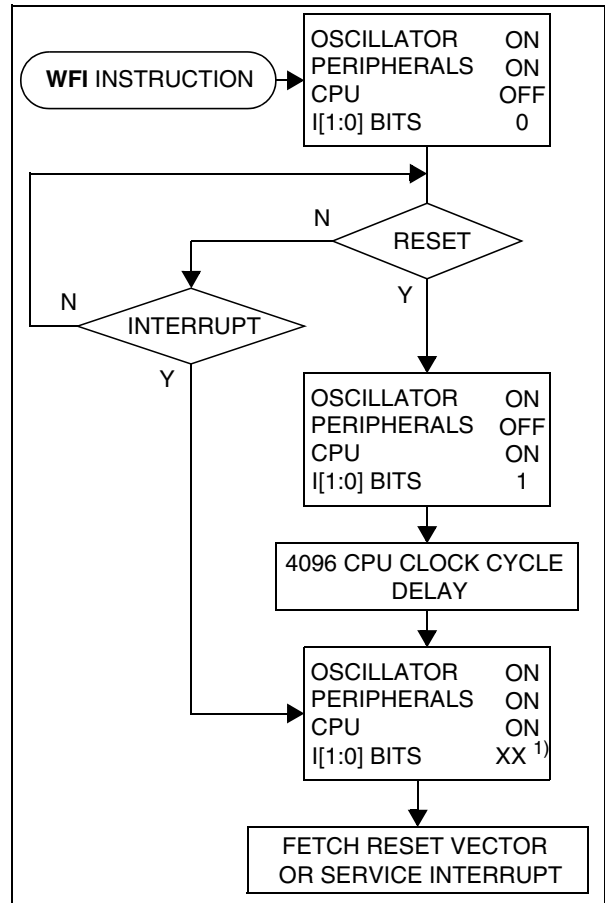 WFI INSTRUCTION
OSCILLATOR ON
PERIPHERALS ON
CPU OFF
I[1:0] BITS 0
N
RESET
Y
N
INTERRUPT
Y
OSCILLATOR ON
PERIPHERALS OFF
CPU ON
I[1:0] BITS 1
4096 CPU CLOCK CYCLE
DELAY
OSCILLATOR ON
PERIPHERALS ON
CPU ON
I[1:0] BITS XX 1)
FETCH RESET VECTOR
OR SERVICE INTERRUPT